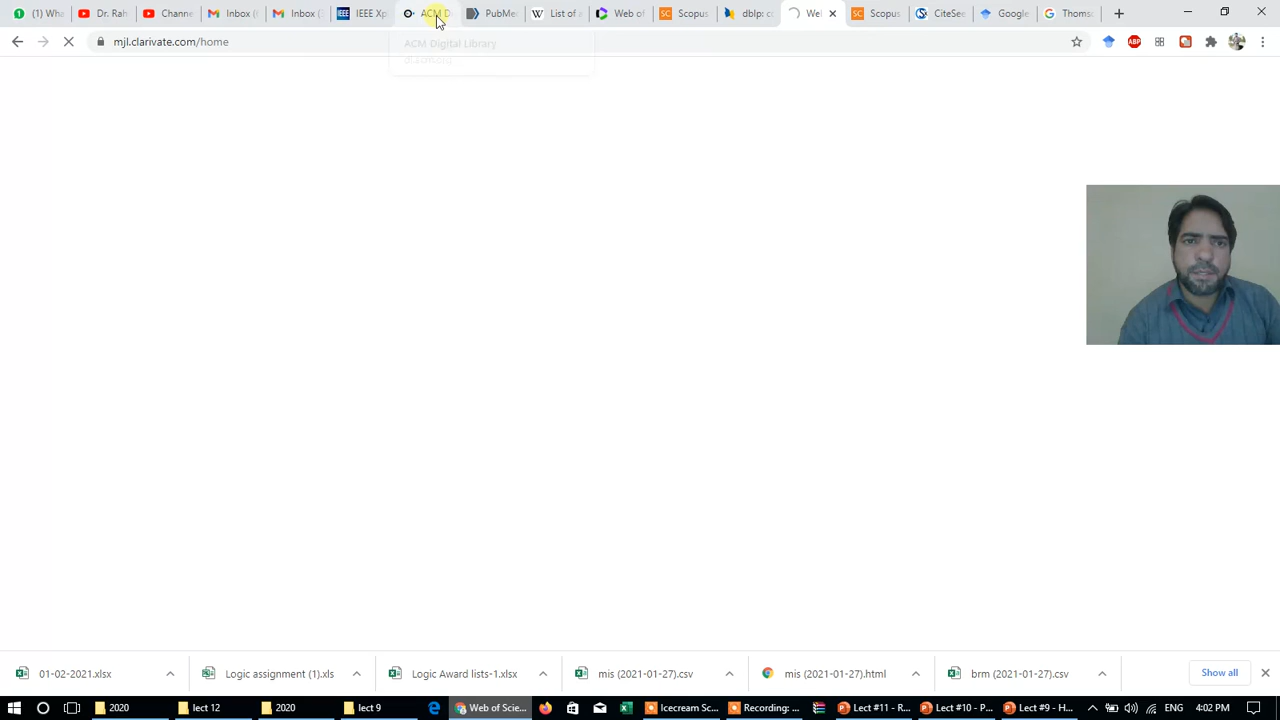 (1) Wha
Dr. Rah
Channe
Inbox (
Inbox (
IEEE Xp
ACM D
PubMe
List of a
Web of
Scopus
dblp: c
We
Scopus
CiteSee
Google
Thoms
mjl.clarivate.com/home
ACM Digital Library
dl.acm.org
01-02-2021.xlsx
Logic assignment (1).xls
Logic Award lists-1.xlsx
mis (2021-01-27).csv
mis (2021-01-27).html
brm (2021-01-27).csv
Show all
2020
lect 12
2020
lect 9
Web of Scie...
Icecream Sc...
Recording: ...
Lect #11 - R...
Lect #10 - P...
Lect #9 - H...
ENG
4:02 PM